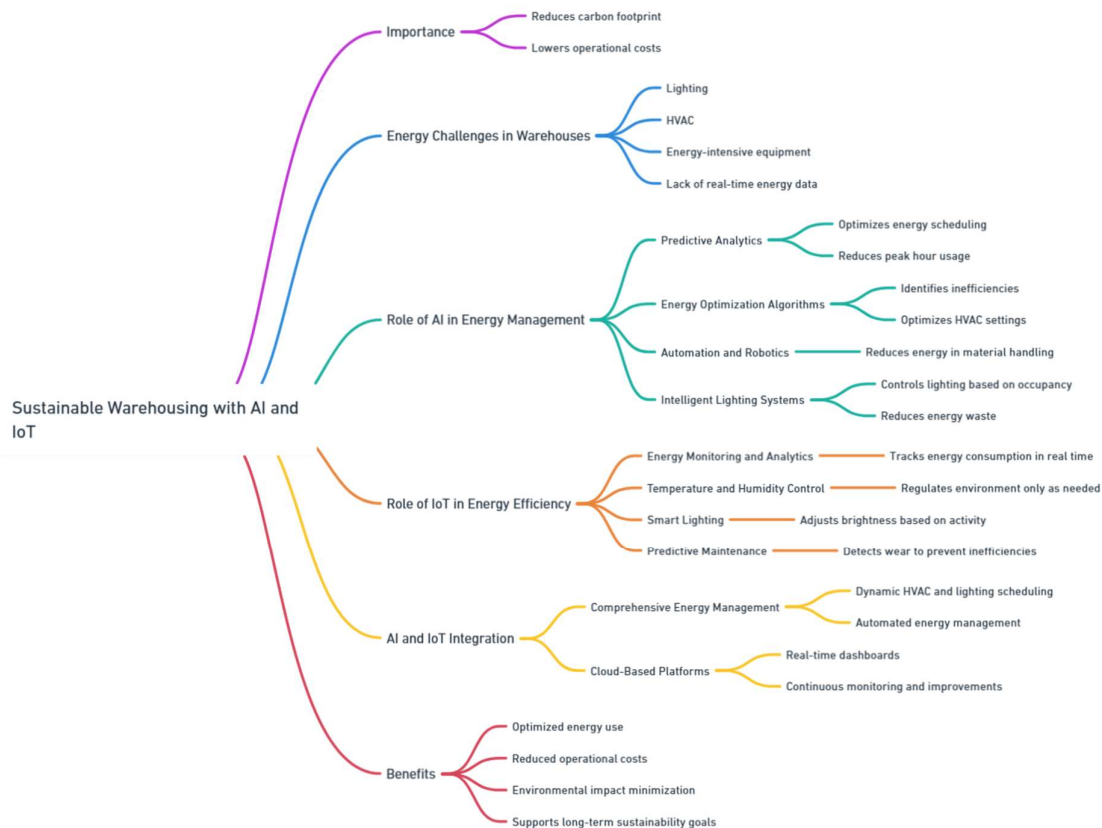 Sustainable Warehousing with AI and
IoT
Importance
Reduces carbon footprint
Lowers operational costs
Energy Challenges in Warehouses
Lighting
HVAC
Energy-intensive equipment
Lack of real-time energy data
Role of AI in Energy Management
Predictive Analytics
Optimizes energy scheduling
Reduces peak hour usage
Energy Optimization Algorithms
Identifies inefficiencies
Optimizes HVAC settings
Automation and Robotics
Reduces energy in material handling
Intelligent Lighting Systems
Controls lighting based on occupancy
Reduces energy waste
Role of IoT in Energy Efficiency
Energy Monitoring and Analytics
Tracks energy consumption in real time
Temperature and Humidity Control
Regulates environment only as needed
Smart Lighting
Adjusts brightness based on activity
Predictive Maintenance
Detects wear to prevent inefficiencies
AI and IoT Integration
Comprehensive Energy Management
Dynamic HVAC and lighting scheduling
Automated energy management
Cloud-Based Platforms
Real-time dashboards
Continuous monitoring and improvements
Benefits
Optimized energy use
Reduced operational costs
Environmental impact minimization
Supports long-term sustainability goals